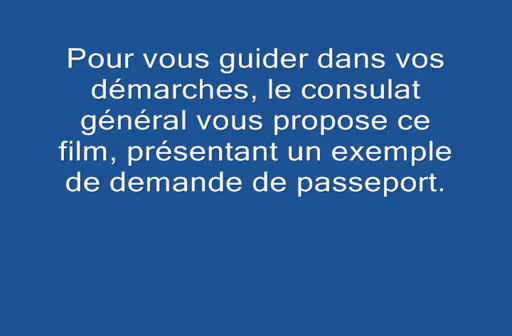 Pour vous guider dans vos
démarches, le consulat
général vous propose ce
film, présentant un exemple
de demande de passeport.